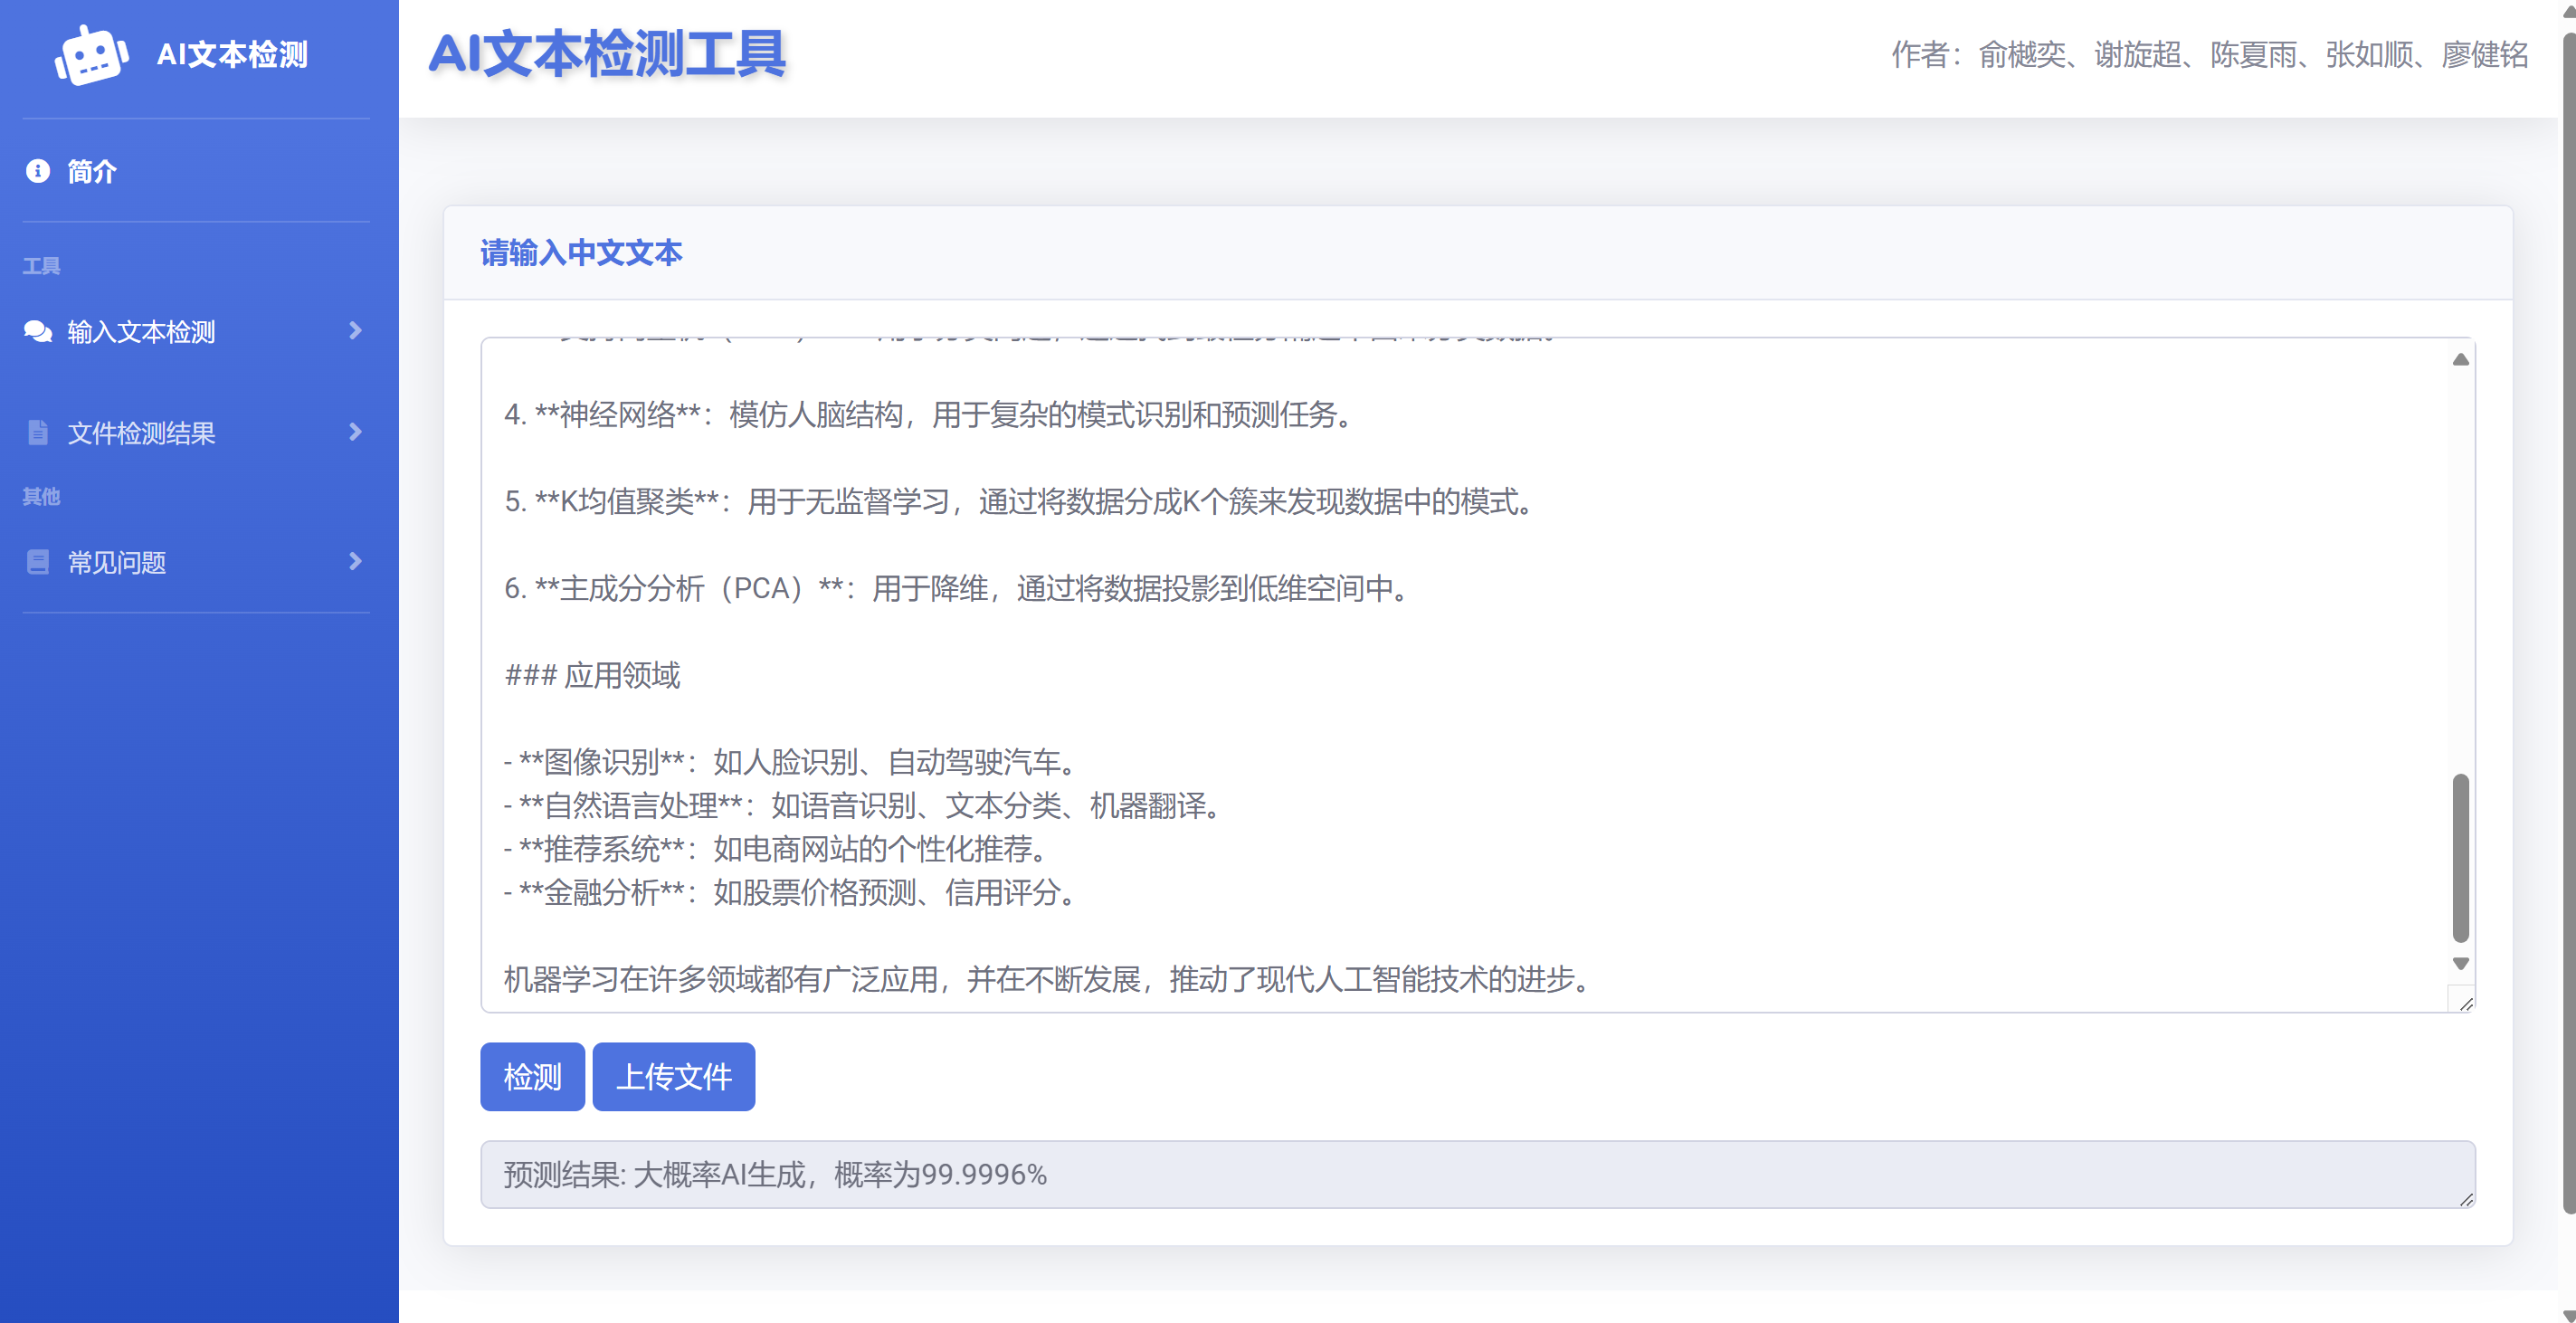 AI文本检测
AI文本检测工具
作者：俞樾奕、谢旋超、陈夏雨、张如顺、廖健铭
简介
工具
输入文本检测
文件检测结果
其他
常见问题
请输入中文文本
4. **神经网络**：模仿人脑结构，用于复杂的模式识别和预测任务。
5. **K均值聚类**：用于无监督学习，通过将数据分成K个簇来发现数据中的模式。
6. **主成分分析（PCA）**：用于降维，通过将数据投影到低维空间中。
### 应用领域
- **图像识别**：如人脸识别、自动驾驶汽车。
- **自然语言处理**：如语音识别、文本分类、机器翻译。
- **推荐系统**：如电商网站的个性化推荐。
- **金融分析**：如股票价格预测、信用评分。
机器学习在许多领域都有广泛应用，并在不断发展，推动了现代人工智能技术的进步。
检测
上传文件
预测结果: 大概率AI生成，概率为99.9996%